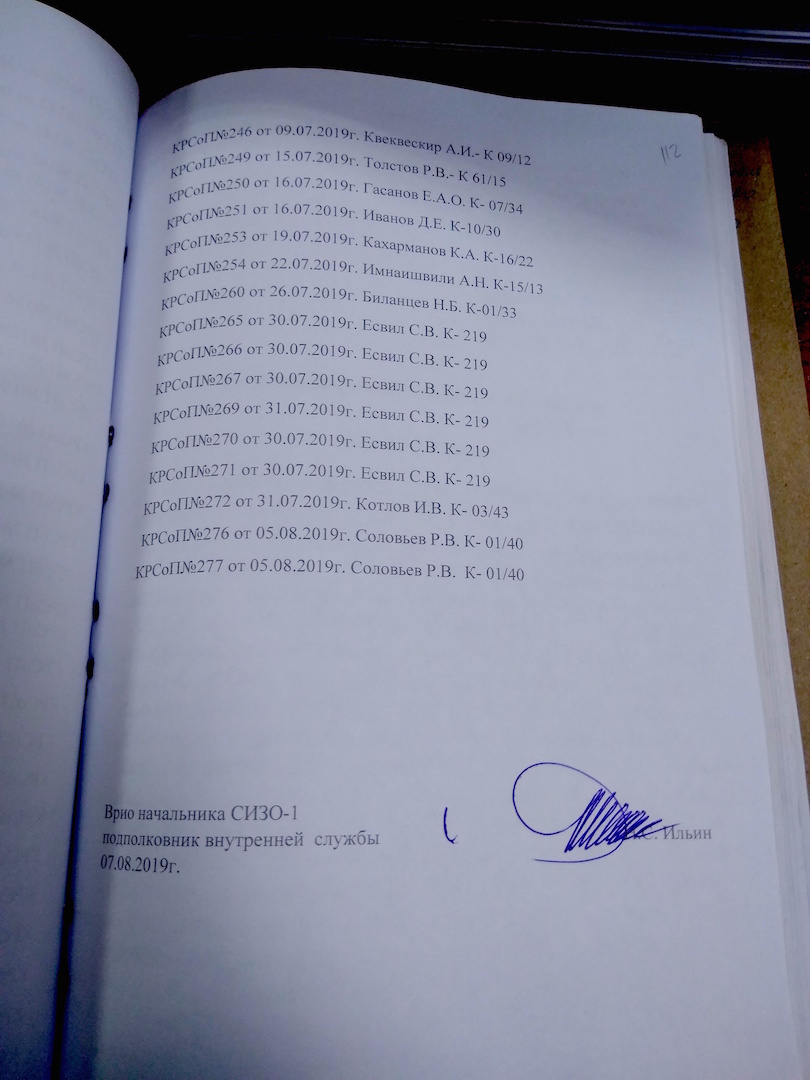 112
КРСоП№246 от 09.07.2019г. Квеквескир А.И.- К 09/12
КРСоП№249 от 15.07.2019г. Толстов Р.В.- К 61/15
КРСоП№250 от 16.07.2019г. Гасанов Е.А.О. К- 07/34
КРСоП№251 от 16.07.2019г. Иванов Д.Е. К-10/30
КРСоП№253 от 19.07.2019г. Кахарманов К.А. К-16/22
КРСоП№254 от 22.07.2019г. Имнаишвили А.Н. К-15/13
КРСоП№260 от 26.07.2019г. Биланцев Н.Б. К-01/33
КРСоП№265 от 30.07.2019г. Есвил С.В. К- 219
КРСоП№266 от 30.07.2019г. Есвил С.В. К- 219
КРСоП№267 от 30.07.2019г. Есвил С.В. К- 219
КРСоП№269 от 31.07.2019г. Есвил С.В. К- 219
КРСоП№270 от 30.07.2019г. Есвил С.В. К- 219
КРСоП№271 от 30.07.2019г. Есвил С.В. К- 219
КРСоП№272 от 31.07.2019г. Котлов И.В. К- 03/43
КРСоП№276 от 05.08.2019г. Соловьев Р.В. К- 01/40
КРСоП№277 от 05.08.2019г. Соловьев Р.В. К- 01/40
Врио начальника СИЗО-1
подполковник внутренней службы
Ильин
07.08.2019г.